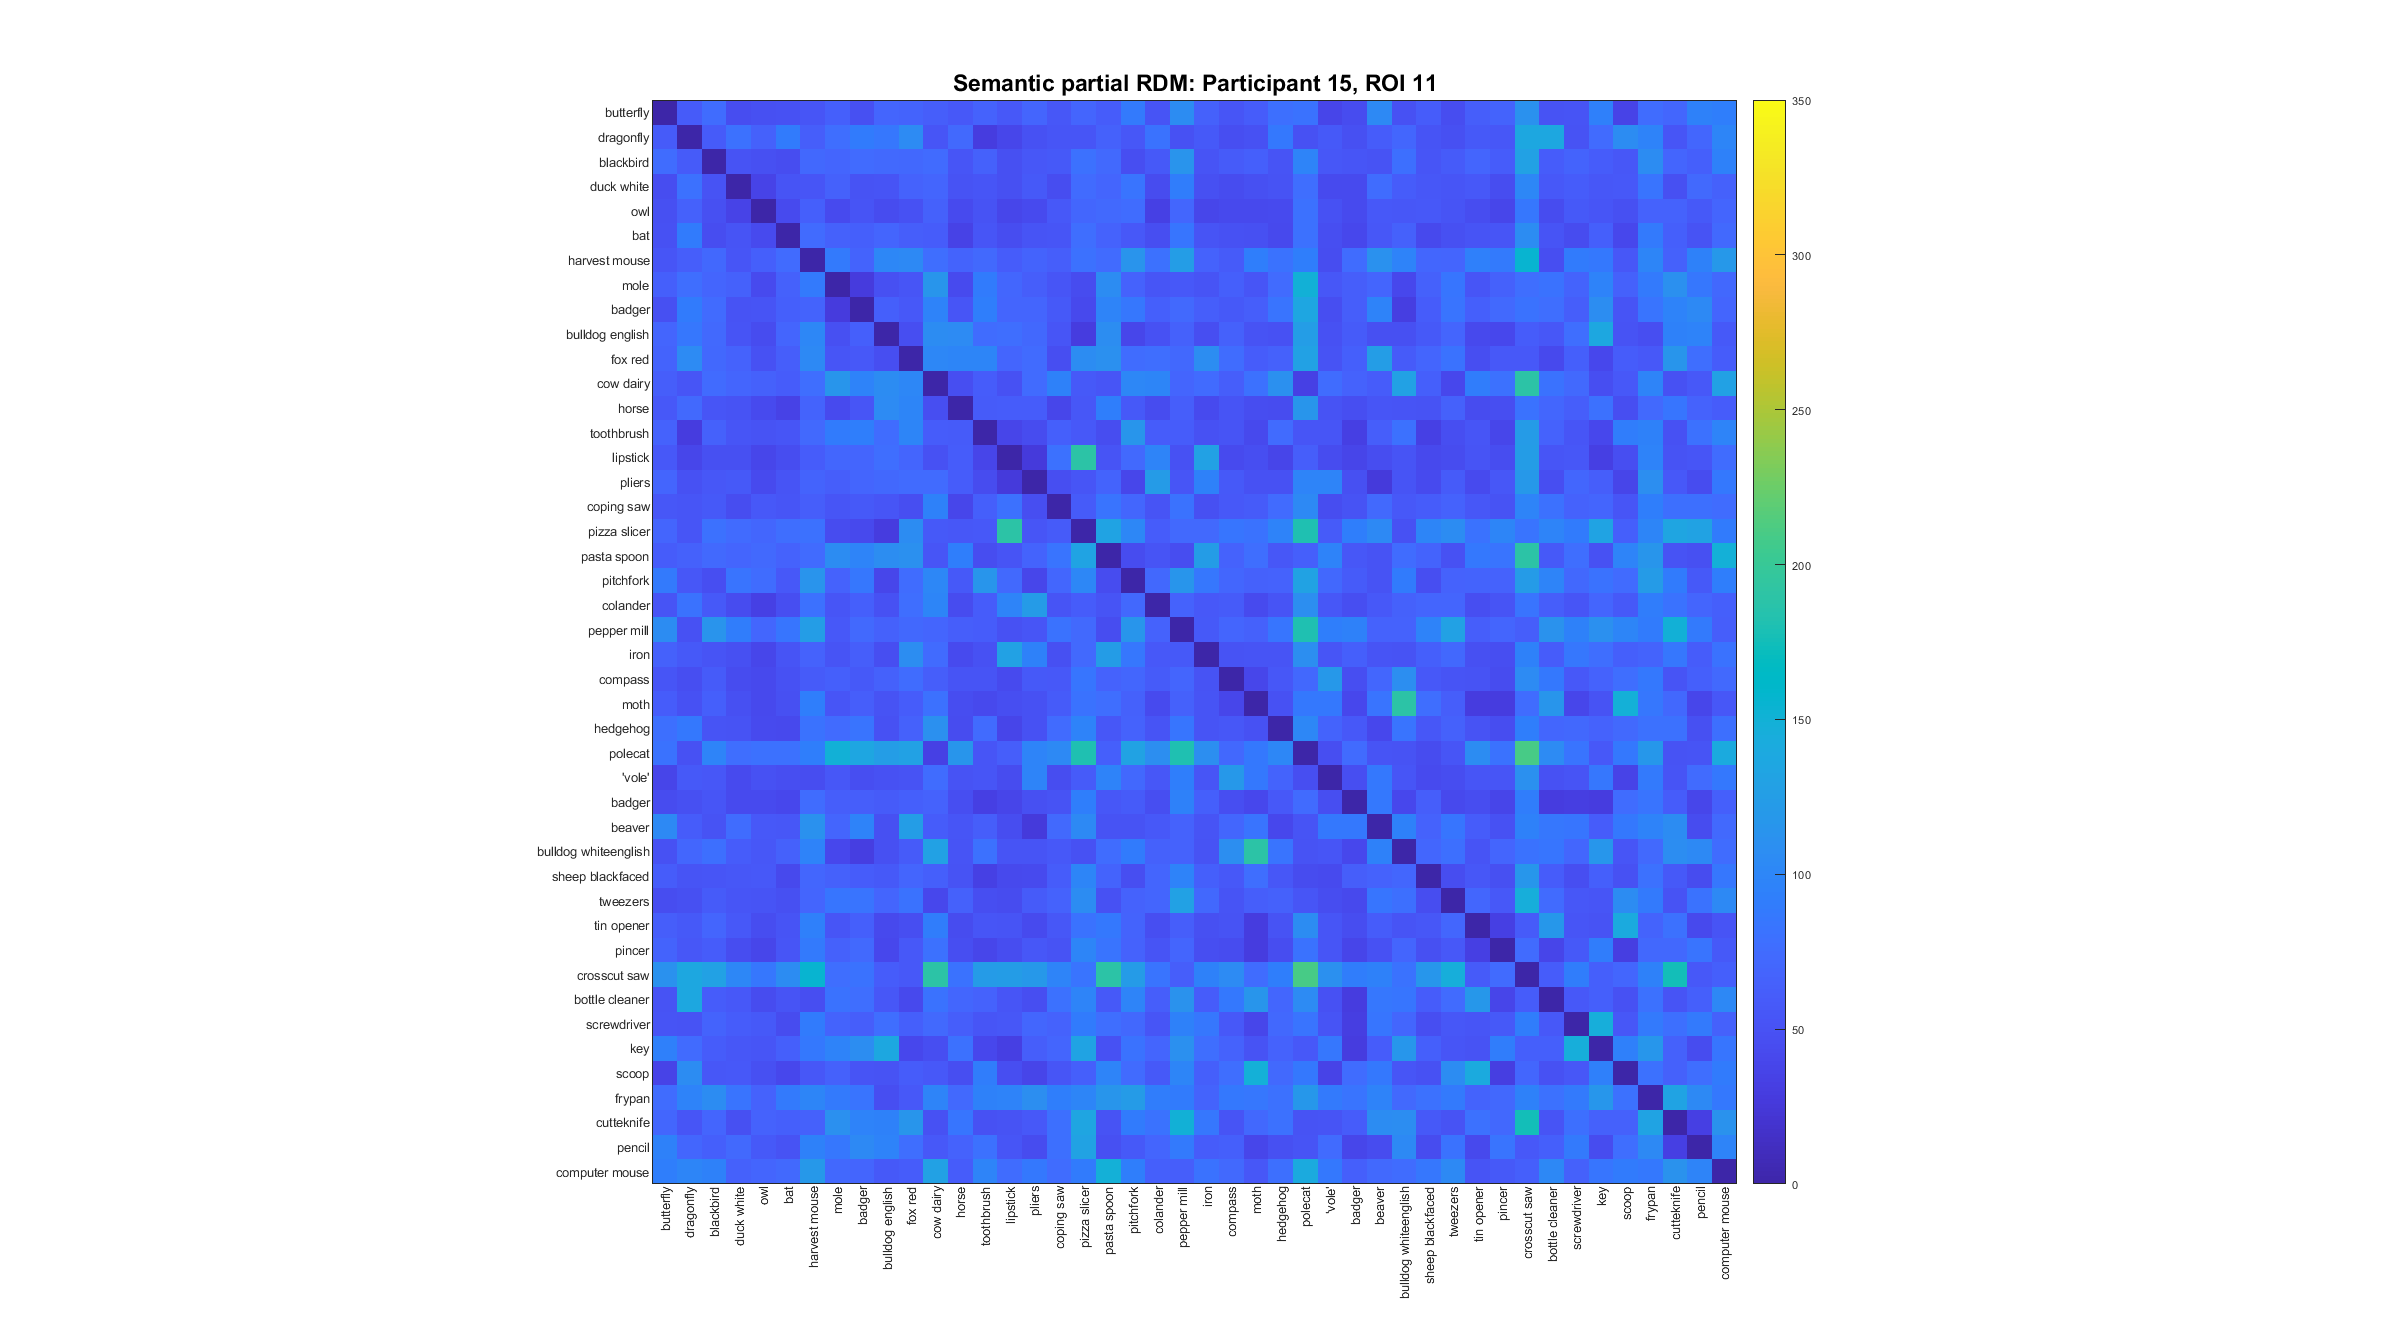 Semantic partial RDM: Participant 15, ROI 11
butterfly
dragonfly
blackbird
duck white
owl
bat
harvest mouse
mole
badger
bulldog english
fox red
cow dairy
horse
toothbrush
lipstick
pliers
coping saw
pizza slicer
pasta spoon
pitchfork
colander
pepper mill
iron
compass
moth
hedgehog
polecat
'vole'
badger
beaver
bulldog whiteenglish
sheep blackfaced
tweezers
tin opener
pincer
crosscut saw
bottle cleaner
screwdriver
key
scoop
frypan
cutteknife
pencil
computer mouse
butterfly
dragonfly
blackbird
duck white
owl
bat
harvest mouse
mole
badger
bulldog english
fox red
cow dairy
horse
toothbrush
lipstick
pliers
coping saw
pizza slicer
pasta spoon
pitchfork
colander
pepper mill
iron
compass
moth
hedgehog
polecat
'vole'
badger
beaver
bulldog whiteenglish
sheep blackfaced
tweezers
tin opener
pincer
crosscut saw
bottle cleaner
screwdriver
key
scoop
frypan
cutteknife
pencil
computer mouse
350
300
250
200
150
100
50
0